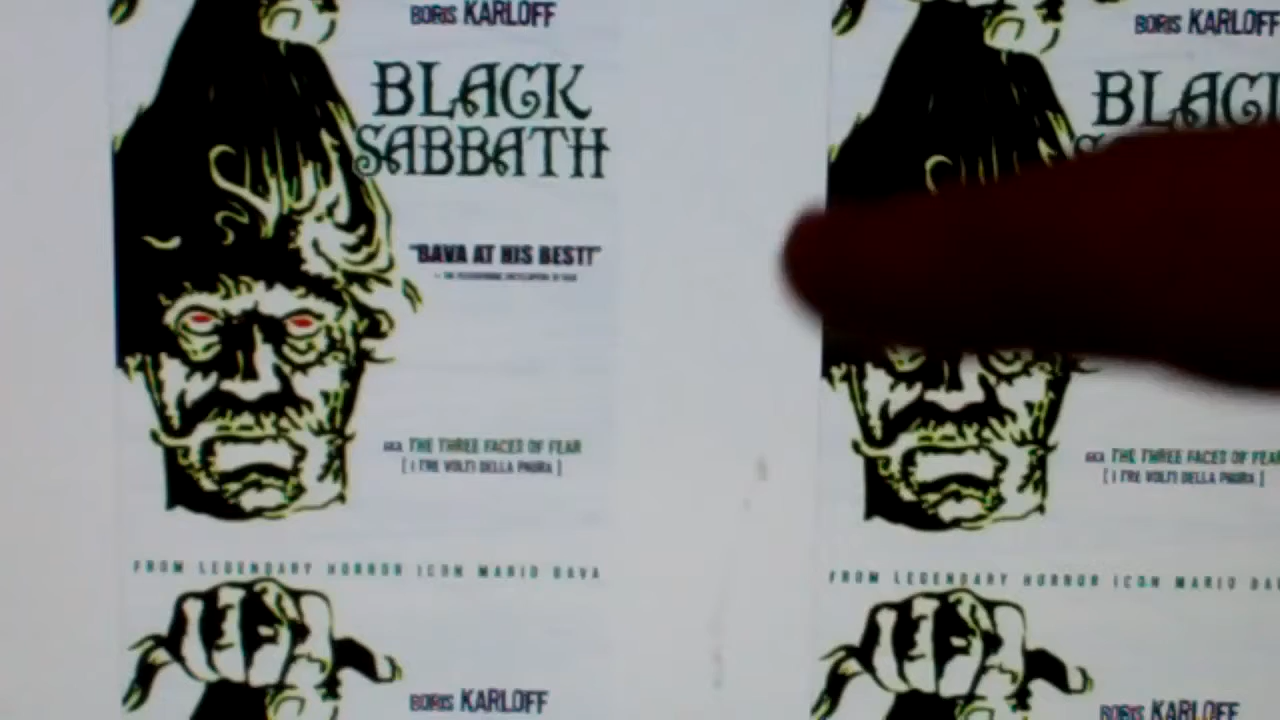 BORIS KARLOFF
BLACK
SABBATH
"BAVA AT HIS BEST!"
AKA THE THREE FACES OF FEAR
[ I TRE VOLTI DELLA PAURA ]
FROM LEGENDARY HORROR ICON MARIO BAVA
BORIS KARLOFF
BORIS KARLOFF
BLAC
AKA THE THREE FACES OF FEAR
[ I TRE VOLTI DELLA PAURA ]
FROM LEGENDARY HORROR ICON MARIO BA
BORIS KARLOFF